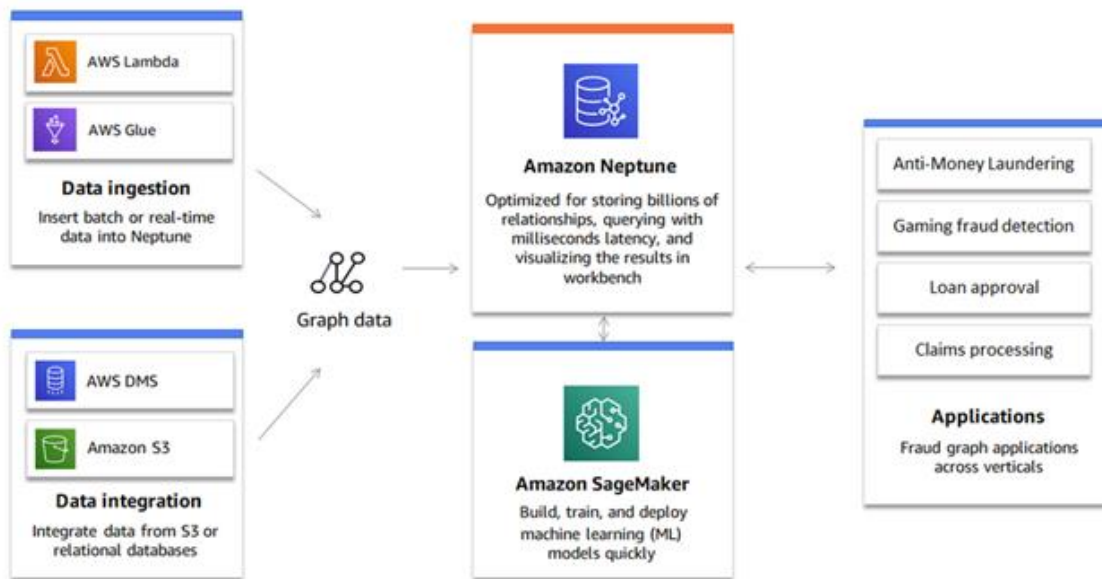 AWS Lambda
AWS Glue
Data ingestion
Insert batch or real-time
data into Neptune
AWS DMS
Amazon S3
Data integration
Integrate data from S3 or
relational databases
Graph data
Amazon Neptune
Optimized for storing billions of
relationships, querying with
milliseconds latency, and
visualizing the results in
workbench
Amazon SageMaker
Build, train, and deploy
machine learning (ML)
models quickly
Anti-Money Laundering
Gaming fraud detection
Loan approval
Claims processing
Applications
Fraud graph applications
across verticals